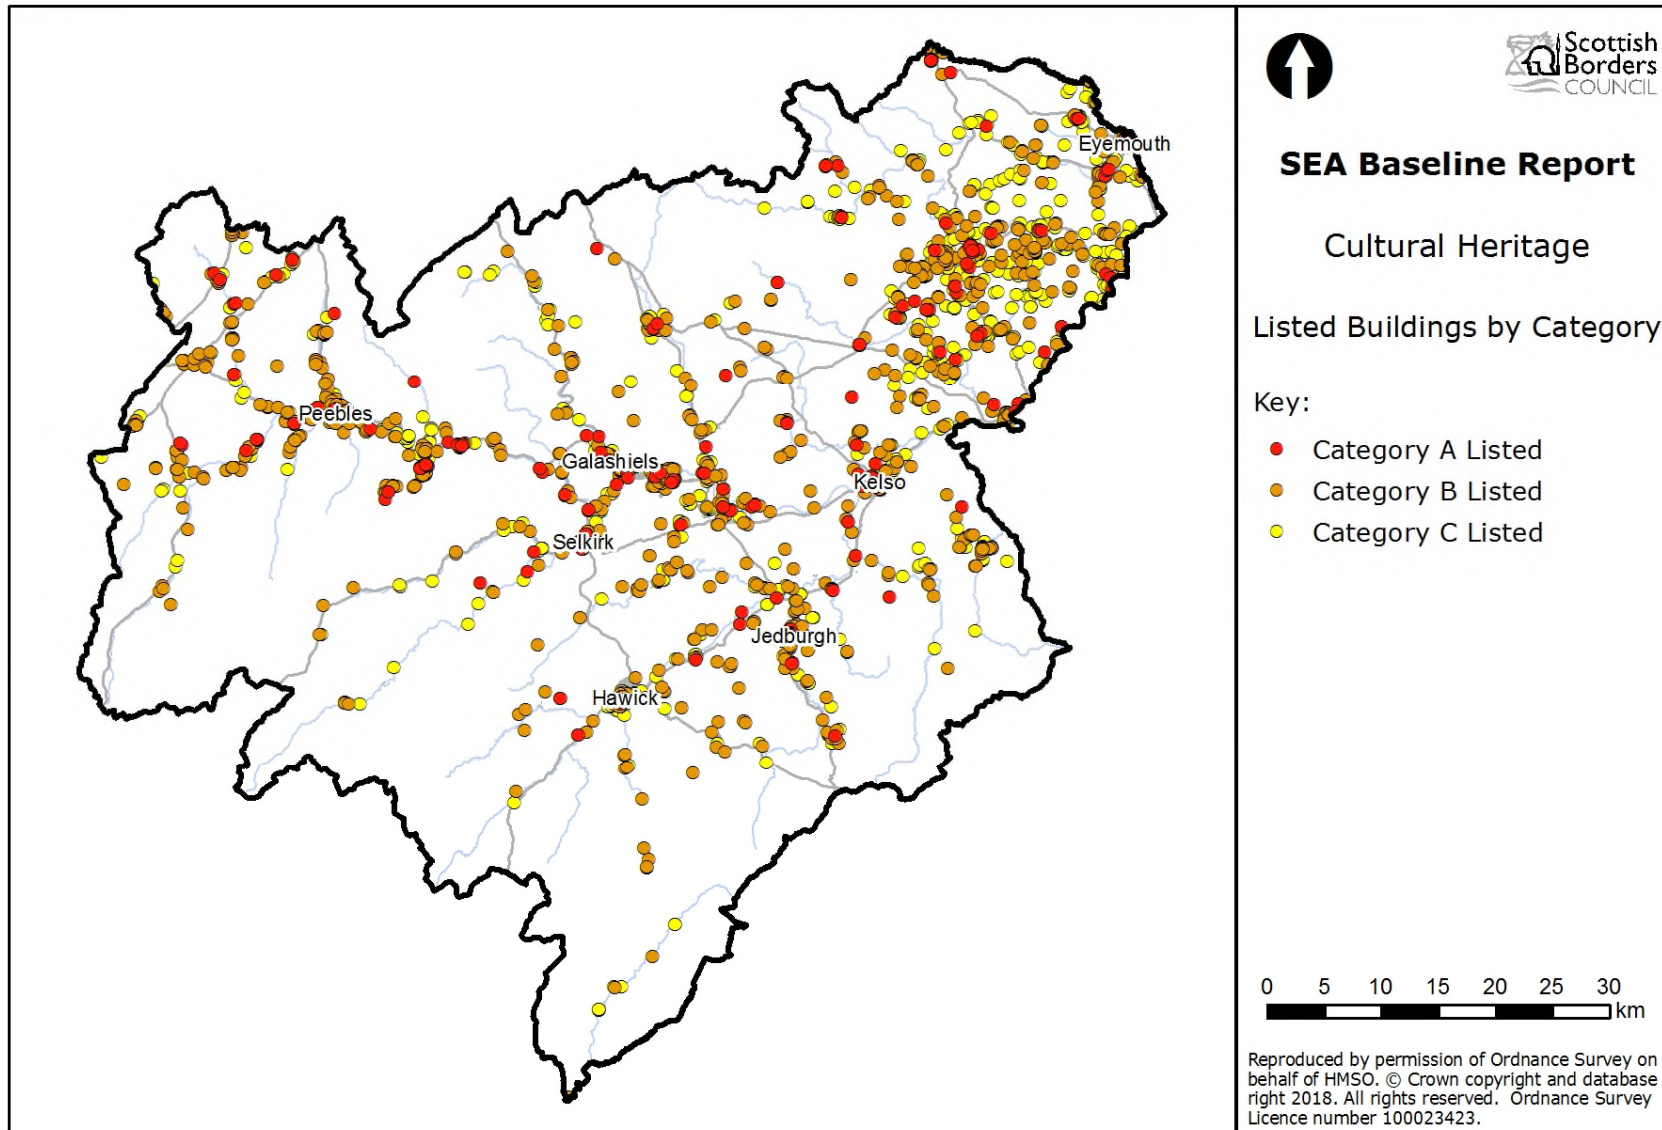 Scottish
Borders
COUNCIL
SEA Baseline Report
Cultural Heritage
Listed Buildings by Category
Key:
Category A Listed
Category B Listed
Category C Listed
Eyemouth
Peebles
Galashiels
Kelso
Selkirk
Jedburgh
Hawick
0 5 10 15 20 25 30
km
Reproduced by permission of Ordnance Survey on
behalf of HMSO. © Crown copyright and database
right 2018. All rights reserved. Ordnance Survey
Licence number 100023423.